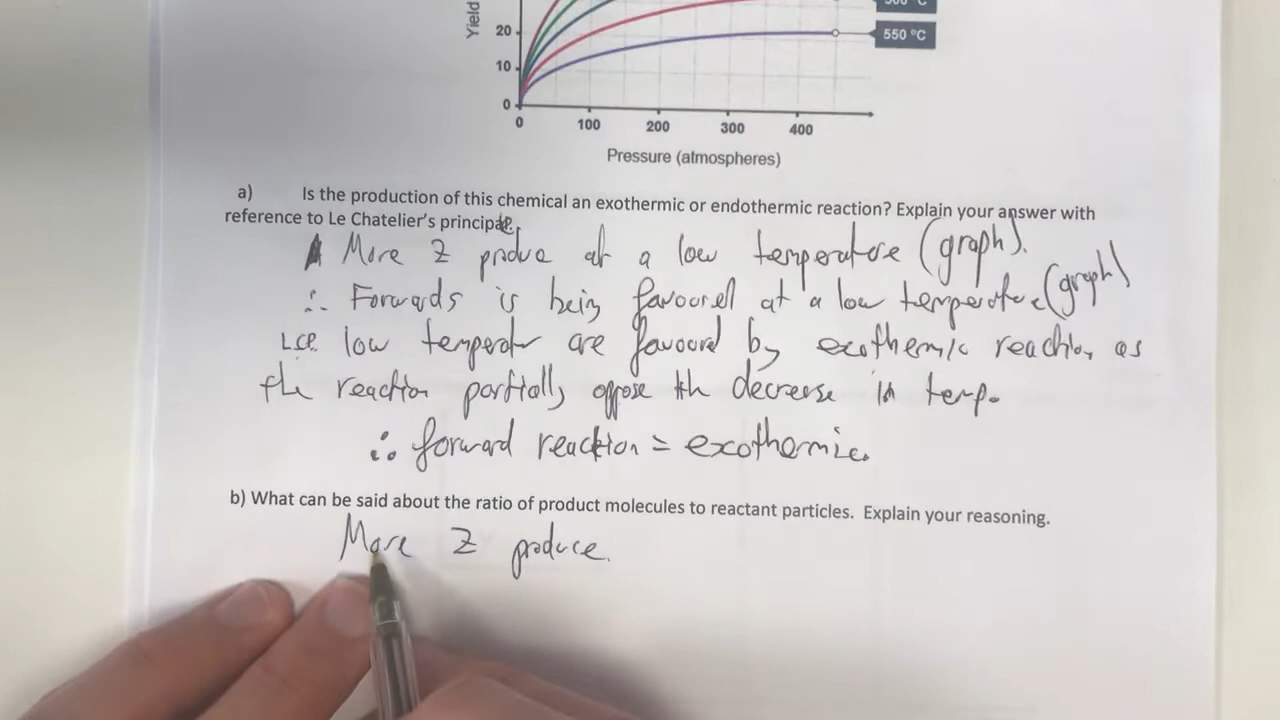 Yield
20
10
0
550 °C
0 100 200 300 400
Pressure (atmospheres)
a) Is the production of this chemical an exothermic or endothermic reaction? Explain your answer with
reference to Le Chatelier's principle.
More Z produe at a low temperature (graph).
∴ Forwards is being favoured at a low temperature (graph)
LCP. low temperatur are favoured by exothermic reaction as
the reaction partially oppose the decrease in temp.
∴ forward reaction = exothermic.
b) What can be said about the ratio of product molecules to reactant particles. Explain your reasoning.
More Z produce.